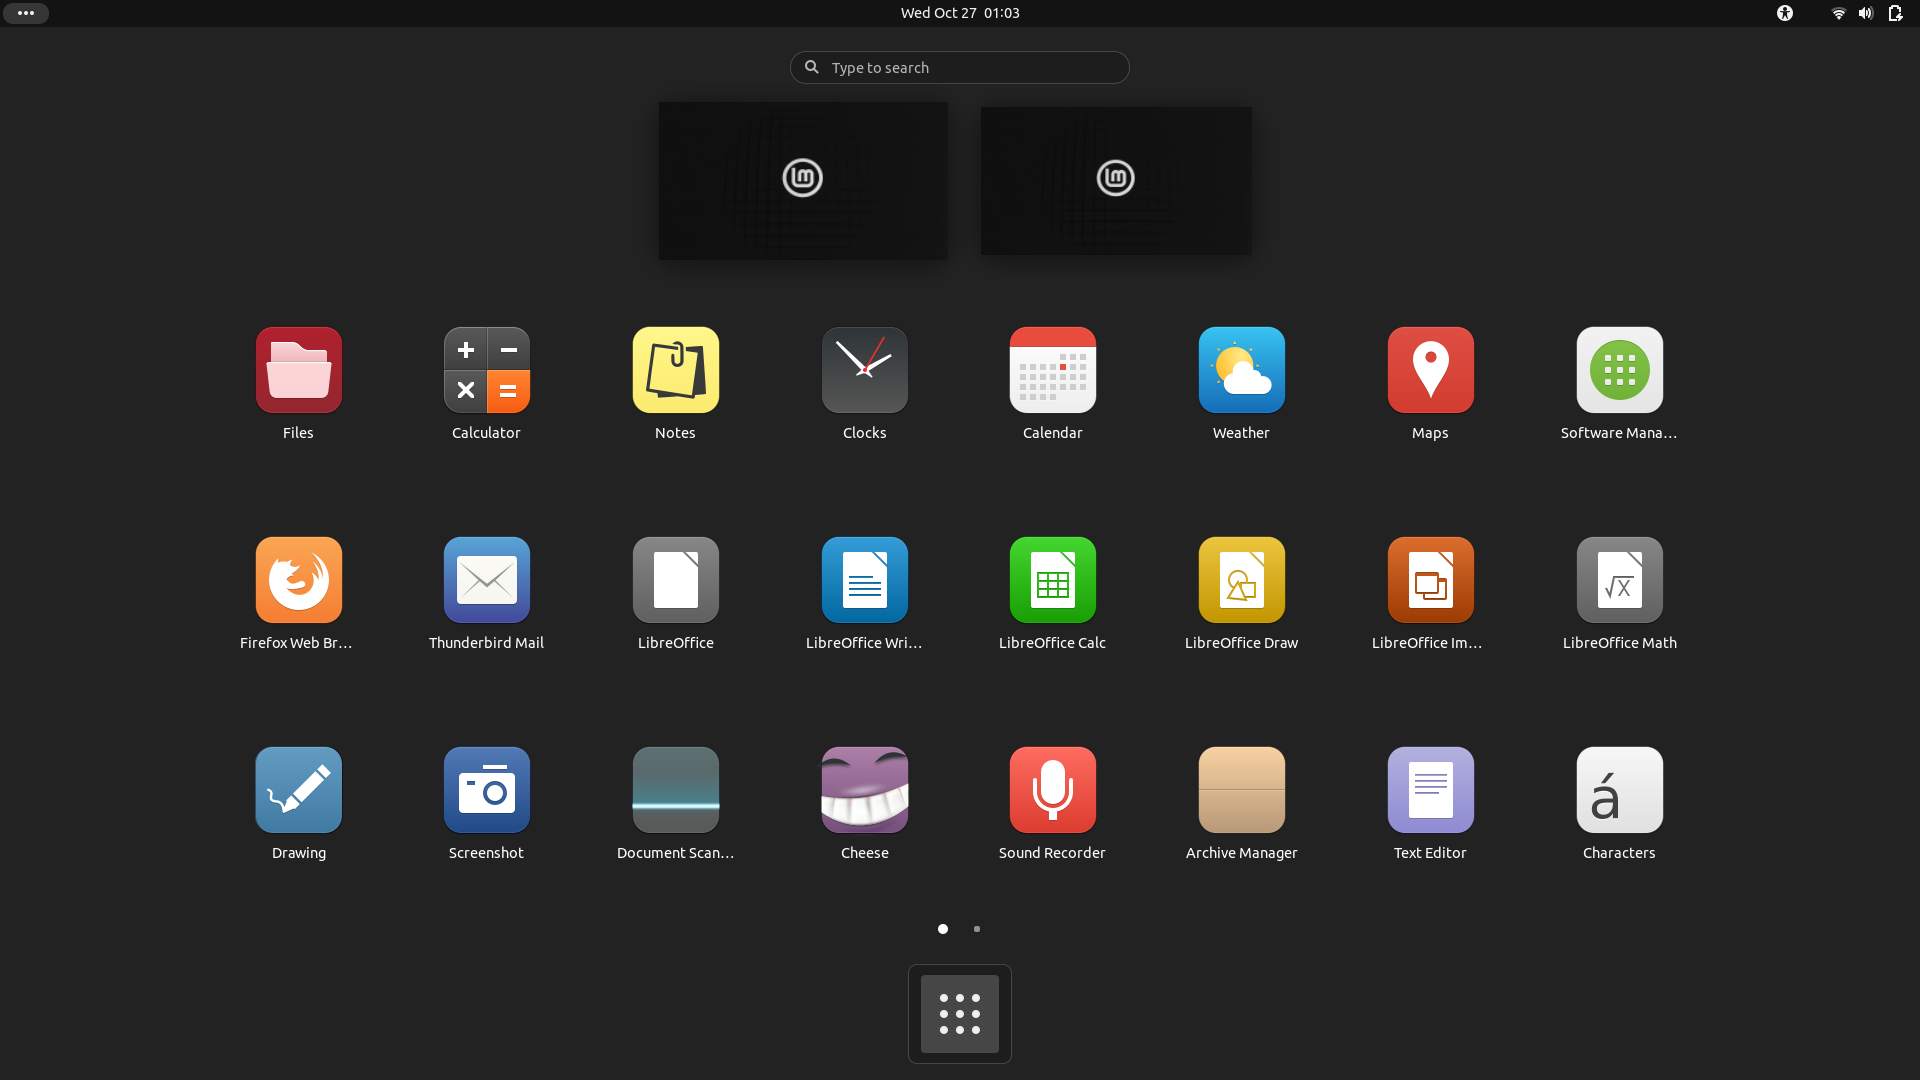 Wed Oct 27 01:03
Type to search
Files
Calculator
Notes
Clocks
Calendar
Weather
Maps
Software Mana…
Firefox Web Br…
Thunderbird Mail
LibreOffice
LibreOffice Wri…
LibreOffice Calc
LibreOffice Draw
LibreOffice Im…
LibreOffice Math
Drawing
Screenshot
Document Scan…
Cheese
Sound Recorder
Archive Manager
Text Editor
á
Characters